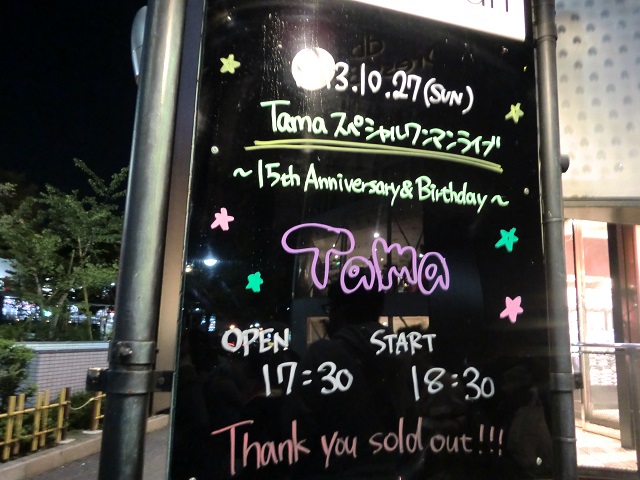 3.10.27(SUN)
Tamaスペシャルワンマンライブ
~15th Anniversary&Birthday~
Tama
OPEN START
17:30 18:30
Thank you sold out!!!